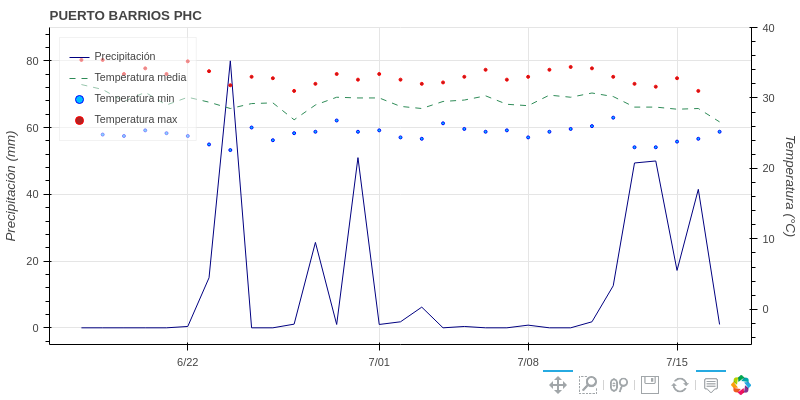 PUERTO BARRIOS PHC
Precipitación
Temperatura media
Temperatura min
Temperatura max
Precipitación (mm)
80
60
40
20
0
Temperatura (°C)
40
30
20
10
0
6/22
7/01
7/08
7/15